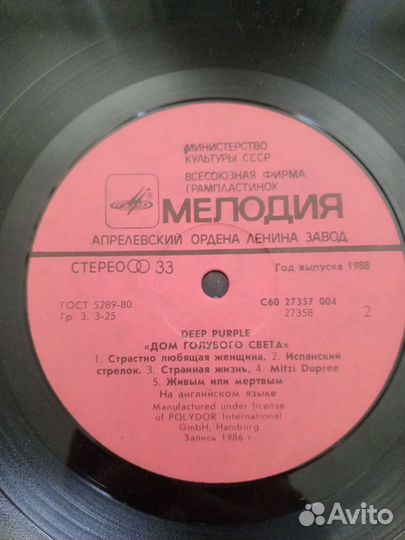 МИНИСТЕРСТВО
КУЛЬТУРЫ СССР
ВСЕСОЮЗНАЯ ФИРМА
ГРАМПЛАСТИНОК
МЕЛОДИЯ
АПРЕЛЕВСКИЙ ОРДЕНА ЛЕНИНА ЗАВОД
СТЕРЕО 33
Год выпуска 1988
ГОСТ 5289-80
Гр. 3. 3-25
С60 27357 004
27358
2
DEEP PURPLE
«ДОМ ГОЛУБОГО СВЕТА»
1. Страстно любящая женщина. 2. Испанский
стрелок. 3. Странная жизнь. 4. Mitzi Dupree
5. Живым или мертвым
На английском языке
Manufactured under license
of POLYDOR International
GmbH, Hamburg
Запись 1986 г.
Avito